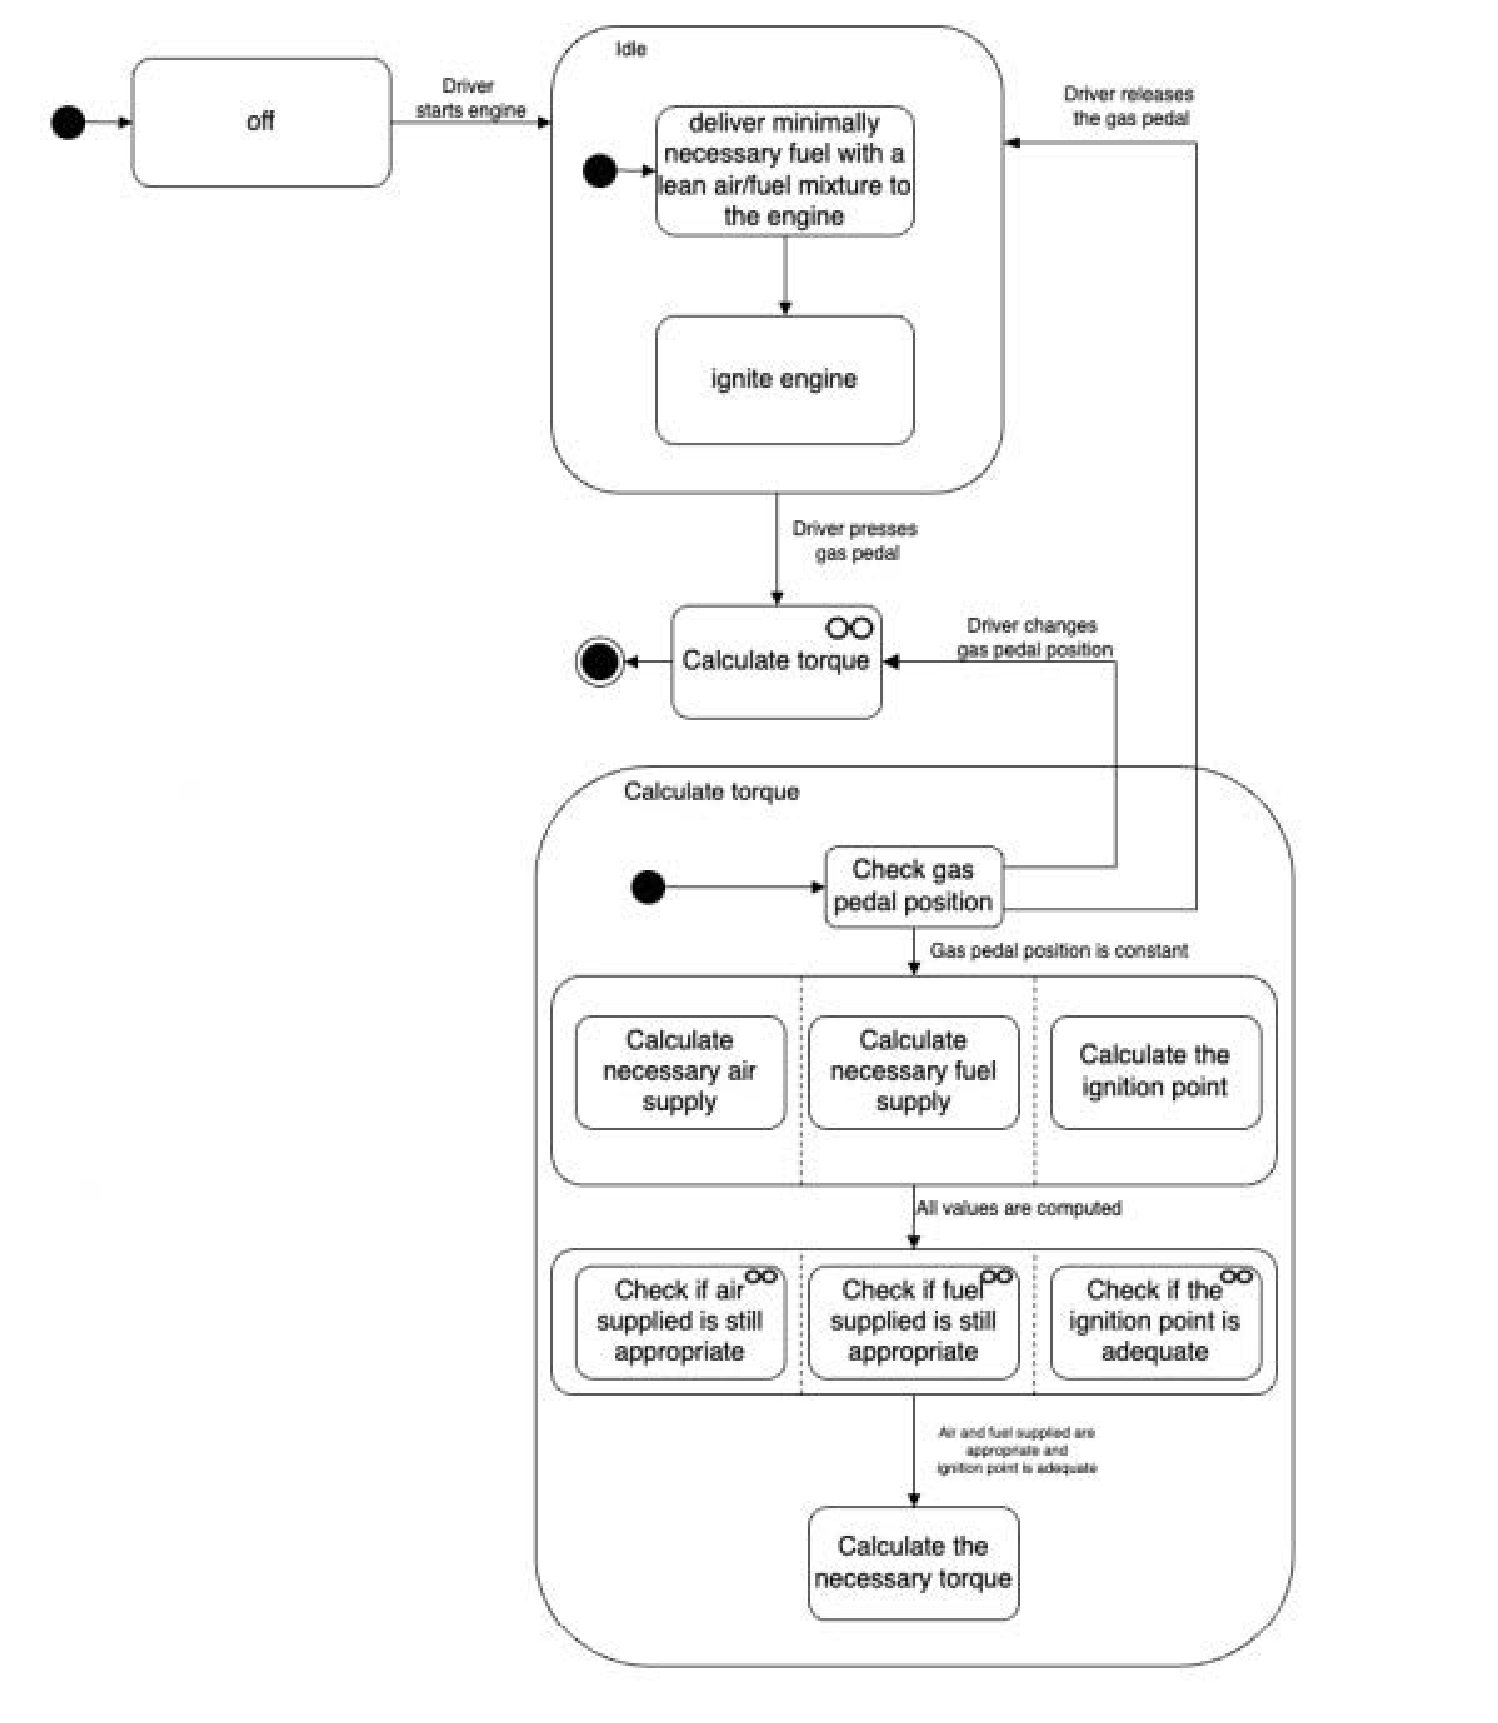 Idle
off
Driver
starts engine
deliver minimally
necessary fuel with a
lean air/fuel mixture to
the engine
Driver releases
the gas pedal
ignite engine
Driver presses
gas pedal
Calculate torque
Driver changes
gas pedal position
Calculate torque
Check gas
pedal position
Gas pedal position is constant
Calculate
necessary air
supply
Calculate
necessary fuel
supply
Calculate the
ignition point
All values are computed
Check if air
supplied is still
appropriate
Check if fuel
supplied is still
appropriate
Check if the
ignition point is
adequate
Air and fuel supplied are
appropriate and
ignition point is adequate
Calculate the
necessary torque